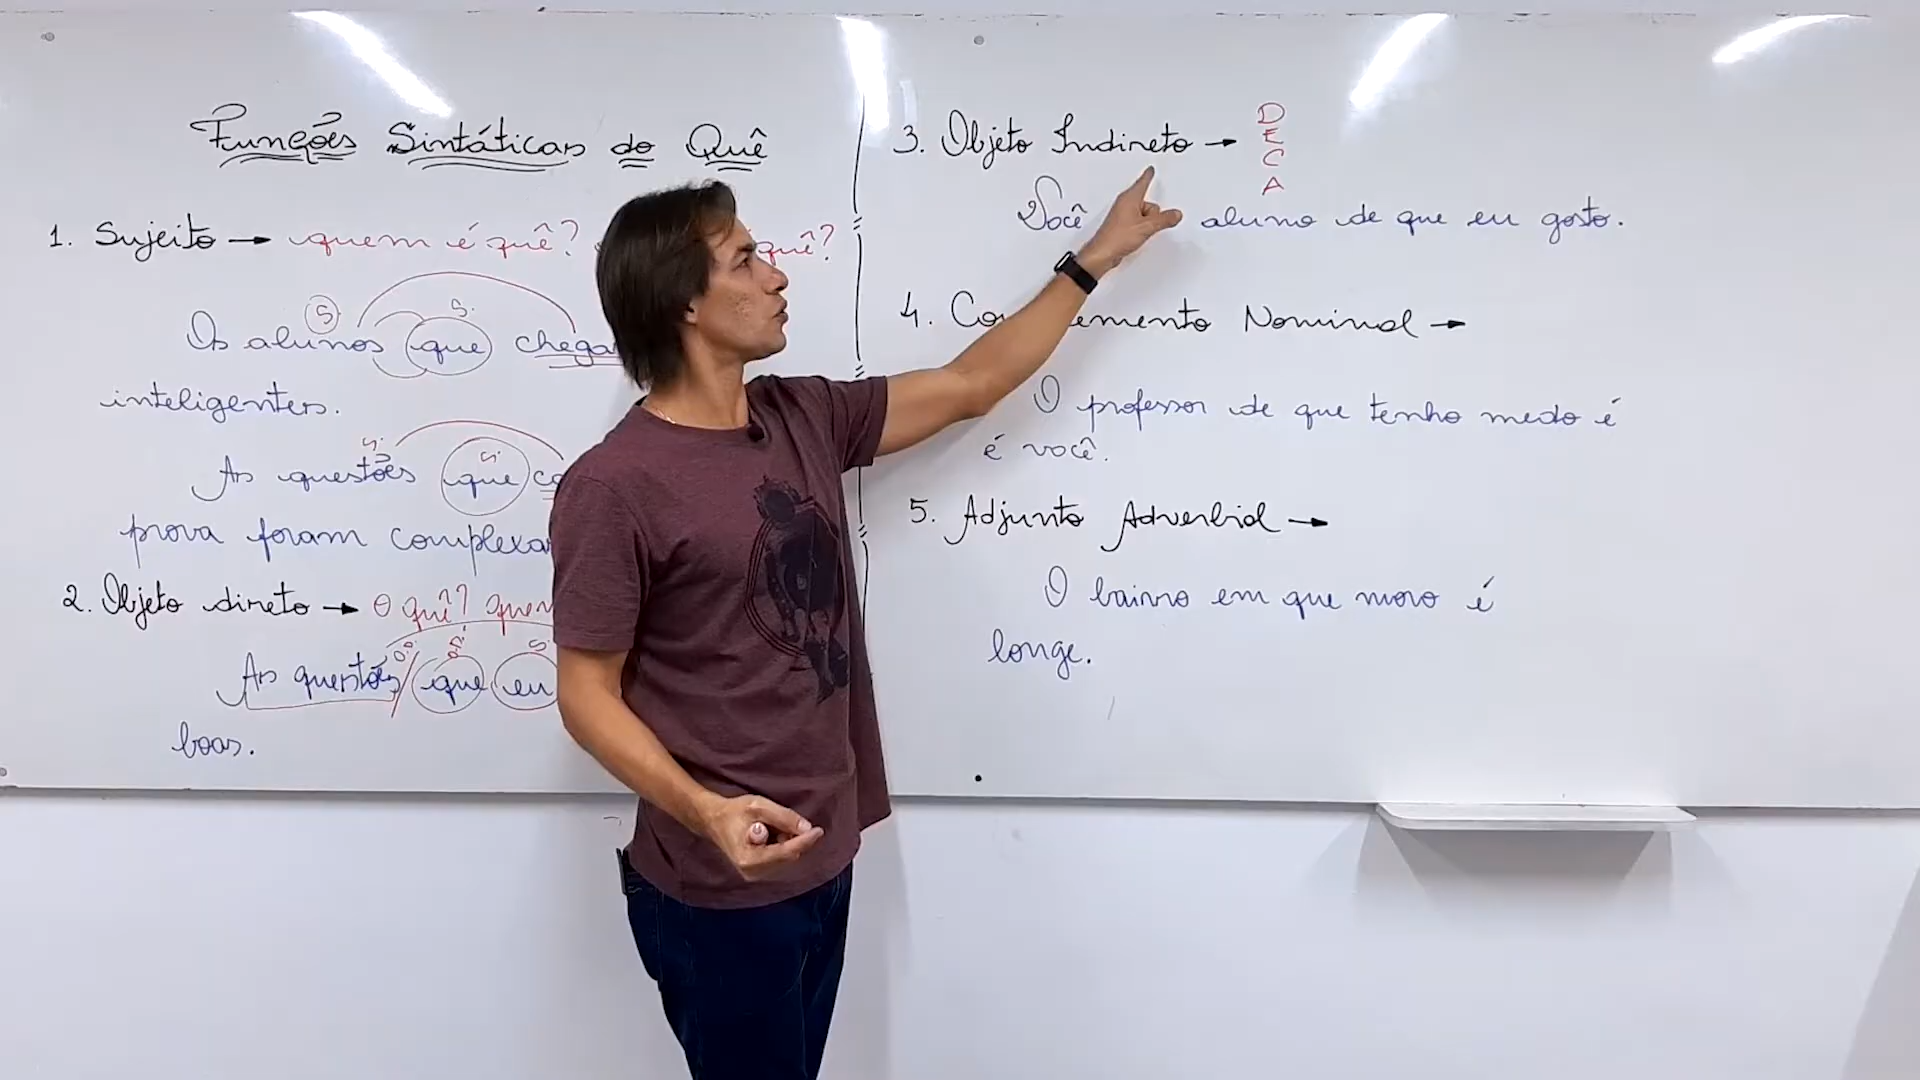 Funções Sintáticas do Quê
1. Sujeito → quem é quê? quê?
S. S.
Os alunos que chega
inteligentes.
S. S.
As questões que
prova foram complexa
2. Objeto direto → O quê? quem
O.D. O.D. S.
As questões que eu
boas.
3. Objeto Indireto →
D
E
C
A
Você aluno de que eu gosto.
4. Nominal →
O professor de que tenho medo é
é você.
5. Adjunto Adverbial →
O bairro em que moro é
longe.